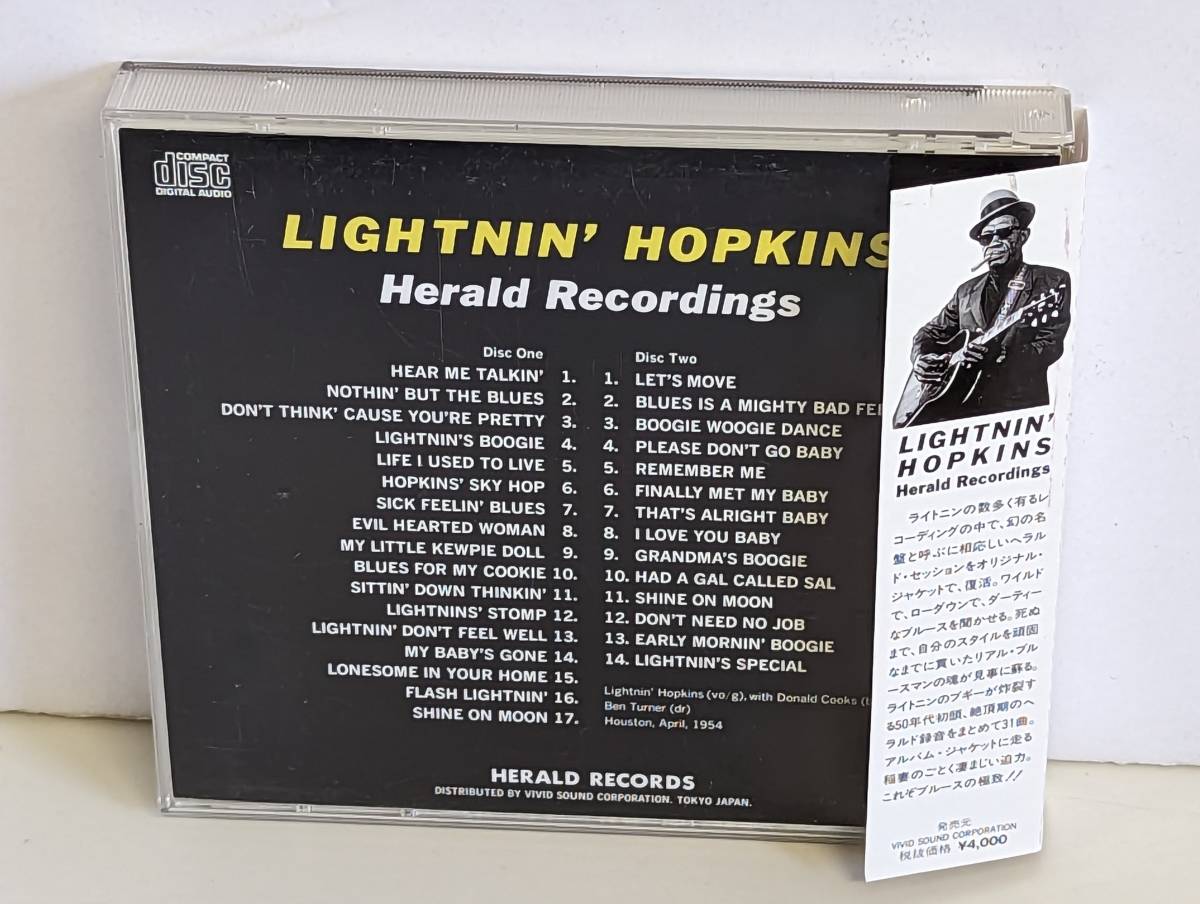 COMPACT
disc
DIGITAL AUDIO
LIGHTNIN' HOPKINS
Herald Recordings
Disc One
HEAR ME TALKIN' 1.
NOTHIN' BUT THE BLUES 2.
DON'T THINK' CAUSE YOU'RE PRETTY 3.
LIGHTNIN'S BOOGIE 4.
LIFE I USED TO LIVE 5.
HOPKINS' SKY HOP 6.
SICK FEELIN' BLUES 7.
EVIL HEARTED WOMAN 8.
MY LITTLE KEWPIE DOLL 9.
BLUES FOR MY COOKIE 10.
SITTIN' DOWN THINKIN' 11.
LIGHTNINS' STOMP 12.
LIGHTNIN' DON'T FEEL WELL 13.
MY BABY'S GONE 14.
LONESOME IN YOUR HOME 15.
FLASH LIGHTNIN' 16.
SHINE ON MOON 17.
Disc Two
1. LET'S MOVE
2. BLUES IS A MIGHTY BAD
3. BOOGIE WOOGIE DANCE
4. PLEASE DON'T GO BABY
5. REMEMBER ME
6. FINALLY MET MY BABY
7. THAT'S ALRIGHT BABY
8. I LOVE YOU BABY
9. GRANDMA'S BOOGIE
10. HAD A GAL CALLED SAL
11. SHINE ON MOON
12. DON'T NEED NO JOB
13. EARLY MORNIN' BOOGIE
14. LIGHTNIN'S SPECIAL
Lightnin' Hopkins (vo/g), with Donald Cooks
Ben Turner (dr)
Houston, April, 1954
HERALD RECORDS
DISTRIBUTED BY VIVID SOUND CORPORATION. TOKYO JAPAN.
LIGHTNIN'
HOPKINS
Herald Recordings
ライトニンの数多く有るレ
コーディングの中で、幻の名
盤と呼ぶに相応しいヘラル
ド・セッションをオリジナル・
ジャケットで、復活。ワイルド
で、ローダウンで、ダーティー
なブルースを聞かせる。死ぬ
まで、自分のスタイルを頑固
なまでに貫いたリアル・ブル
ースマンの魂が見事に蘇る。
ライトニンのブギーが炸裂す
る50年代初頭、絶頂期のヘ
ラルド録音をまとめて31曲。
アルバム・ジャケットに走る
稲妻のごとく凄まじい迫力。
これぞブルースの極致!!
発売元
VIVID SOUND CORPORATION
税抜価格 ¥4,000